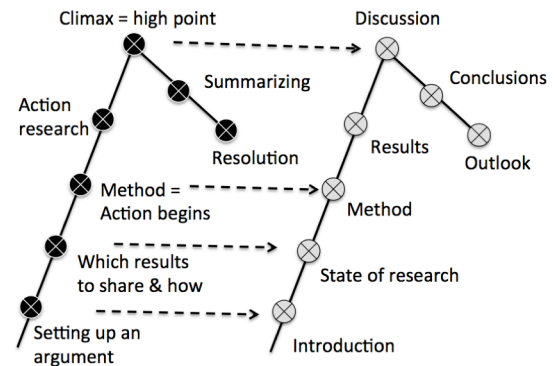 Climax = high point
Discussion
Summarizing
Conclusions
Action
research
Results
Resolution
Outlook
Method =
Action begins
Method
Which results
to share & how
State of research
Setting up an
argument
Introduction